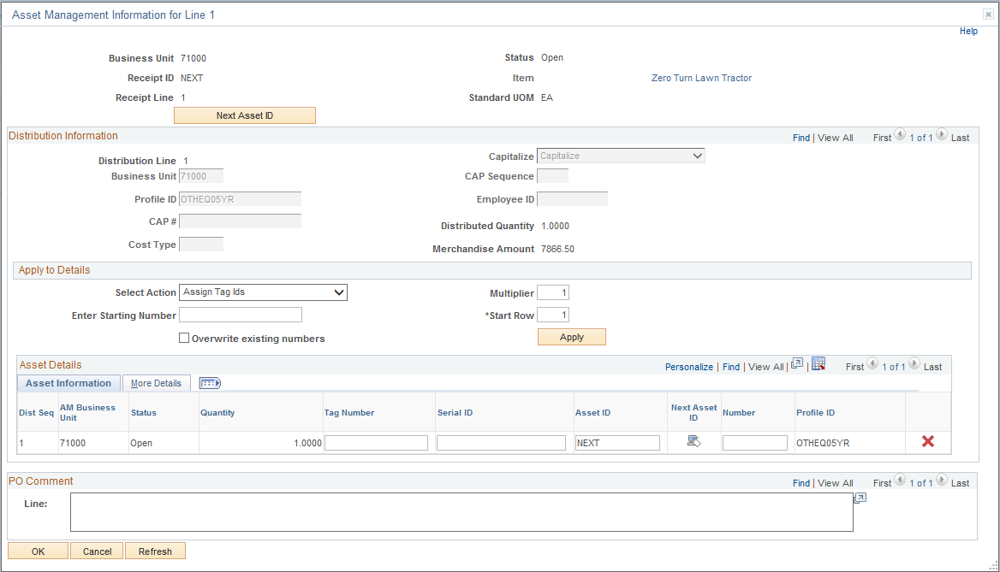 Asset Management Information for Line 1
Help
Business Unit 71000 Status Open
Receipt ID NEXT Item Zero Turn Lawn Tractor
Receipt Line 1 Standard UOM EA
Next Asset ID
Distribution Information Find | View All First 1 of 1 Last
Distribution Line 1 Capitalize Capitalize
Business Unit 71000 CAP Sequence
Profile ID OTHEQ05YR Employee ID
CAP # Distributed Quantity 1.0000
Cost Type Merchandise Amount 7866.50
Apply to Details
Select Action Assign Tag Ids Multiplier 1
Enter Starting Number *Start Row 1
Overwrite existing numbers Apply
Asset Details Personalize | Find | View All | | First 1 of 1 Last
Asset Information More Details
Dist Seq AM Business Unit Status Quantity Tag Number Serial ID Asset ID Next Asset ID Number Profile ID
1 71000 Open 1.0000 NEXT OTHEQ05YR
PO Comment Find | View All First 1 of 1 Last
Line:
OK Cancel Refresh